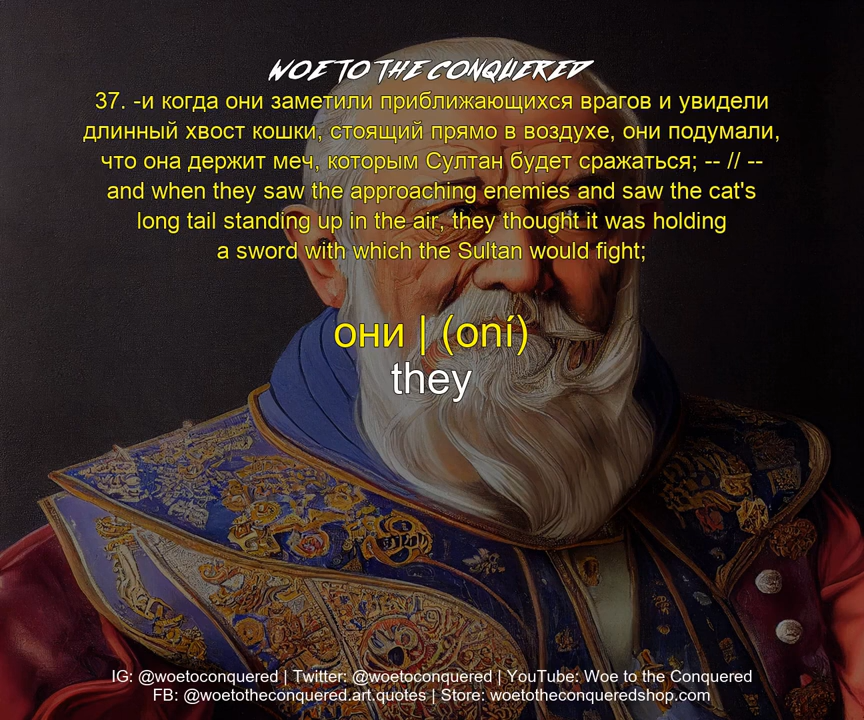 WOE TO THE CONQUERED
37. -и когда они заметили приближающихся врагов и увидели
длинный хвост кошки, стоящий прямо в воздухе, они подумали,
что она держит меч, которым Султан будет сражаться; -- // --
and when they saw the approaching enemies and saw the cat's
long tail standing up in the air, they thought it was holding
a sword with which the Sultan would fight;
они | (oní)
they
IG: @woetoconquered | Twitter: @woetoconquered | YouTube: Woe to the Conquered
FB: @woetotheconquered.art.quotes | Store: woetotheconqueredshop.com